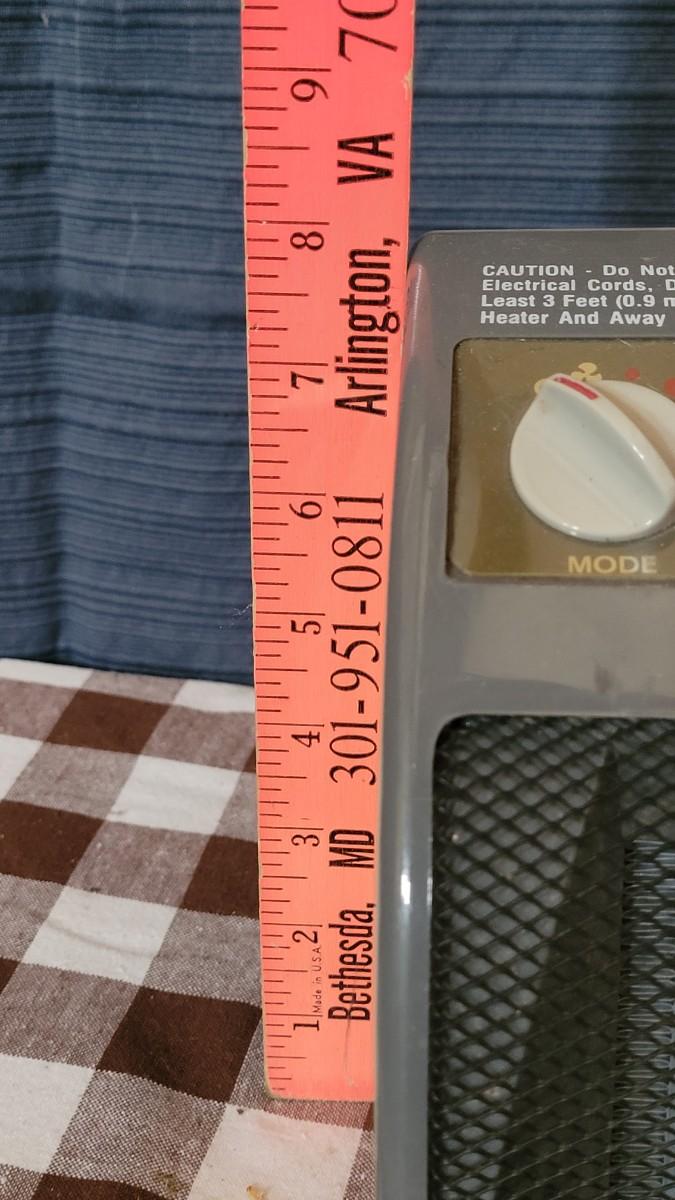 9
8
7
6
5
4
3
2
1
Made in U.S.A.
Bethesda, MD 301-951-0811 Arlington, VA 70
CAUTION - Do Not
Electrical Cords,
Least 3 Feet (0.9
Heater And Away
MODE